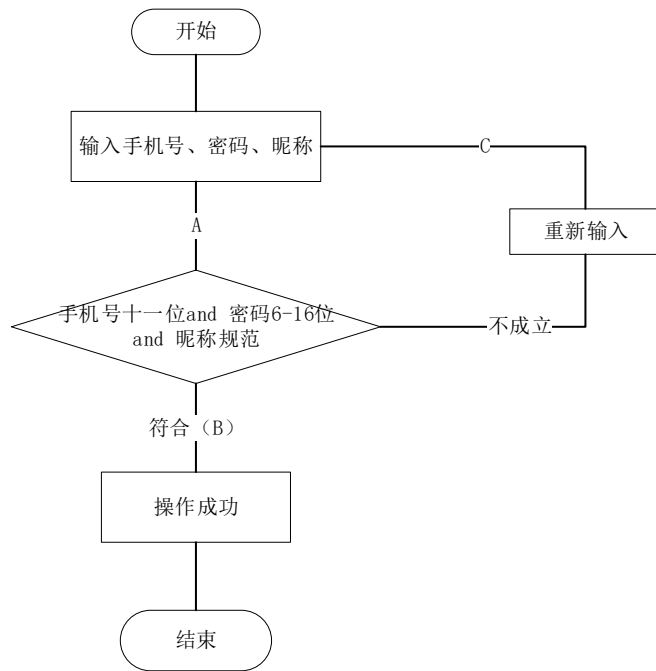 开始
输入手机号、密码、昵称
C
A
重新输入
手机号十一位and 密码6-16位
and 昵称规范
不成立
符合（B）
操作成功
结束